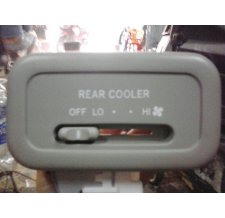 REAR COOLER
OFF LO • • HI